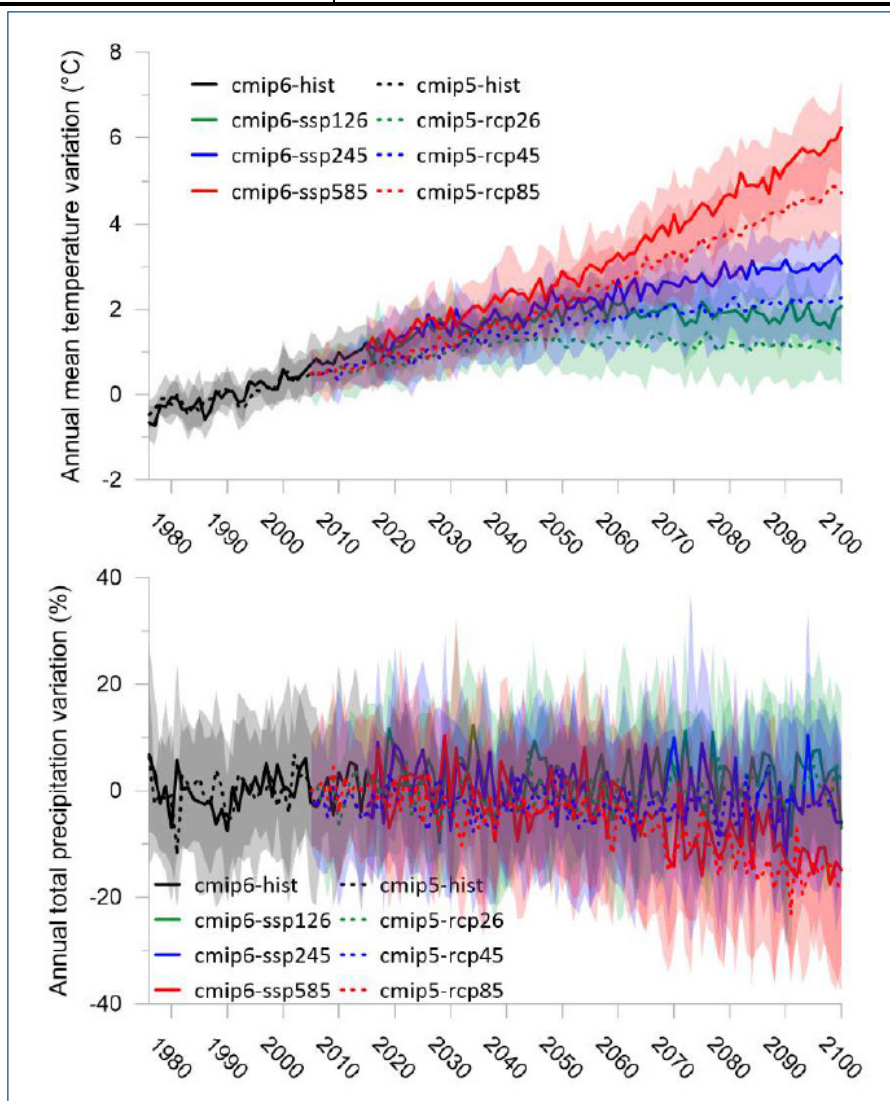 Annual mean temperature variation (°C)
8
6
4
2
0
-2
cmip6-hist cmip5-hist
cmip6-ssp126 cmip5-rcp26
cmip6-ssp245 cmip5-rcp45
cmip6-ssp585 cmip5-rcp85
1980 1990 2000 2010 2020 2030 2040 2050 2060 2070 2080 2090 2100
Annual total precipitation variation (%)
40
20
0
-20
-40
cmip6-hist cmip5-hist
cmip6-ssp126 cmip5-rcp26
cmip6-ssp245 cmip5-rcp45
cmip6-ssp585 cmip5-rcp85
1980 1990 2000 2010 2020 2030 2040 2050 2060 2070 2080 2090 2100